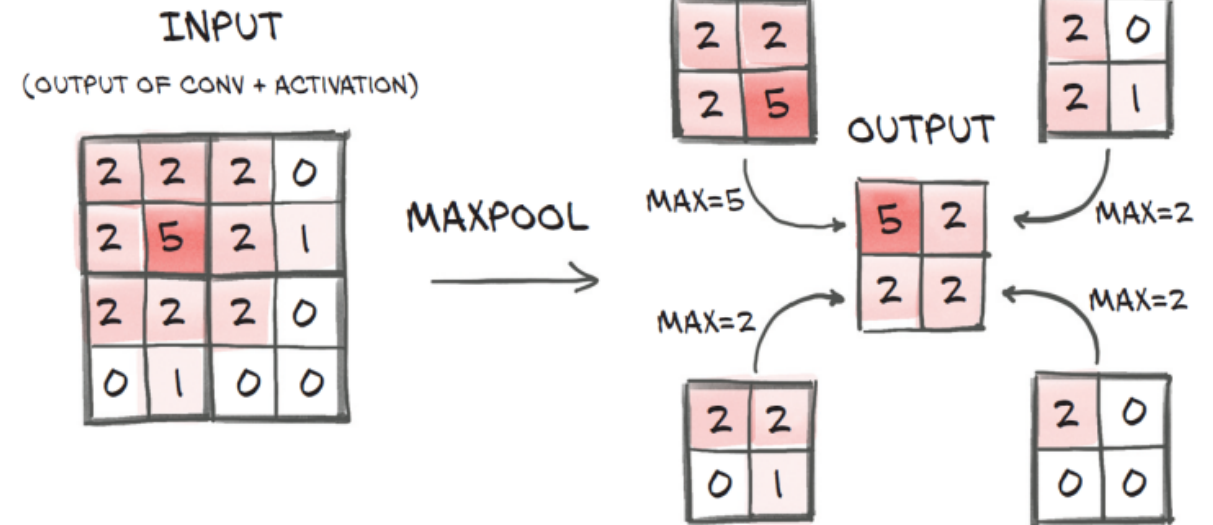 INPUT
(OUTPUT OF CONV + ACTIVATION)
2 2 2 0
2 5 2 1
2 2 2 0
0 1 0 0
MAXPOOL
2 2
2 5
MAX=5
2 0
2 1
MAX=2
OUTPUT
5 2
2 2
MAX=2
2 2
0 1
MAX=2
2 0
0 0